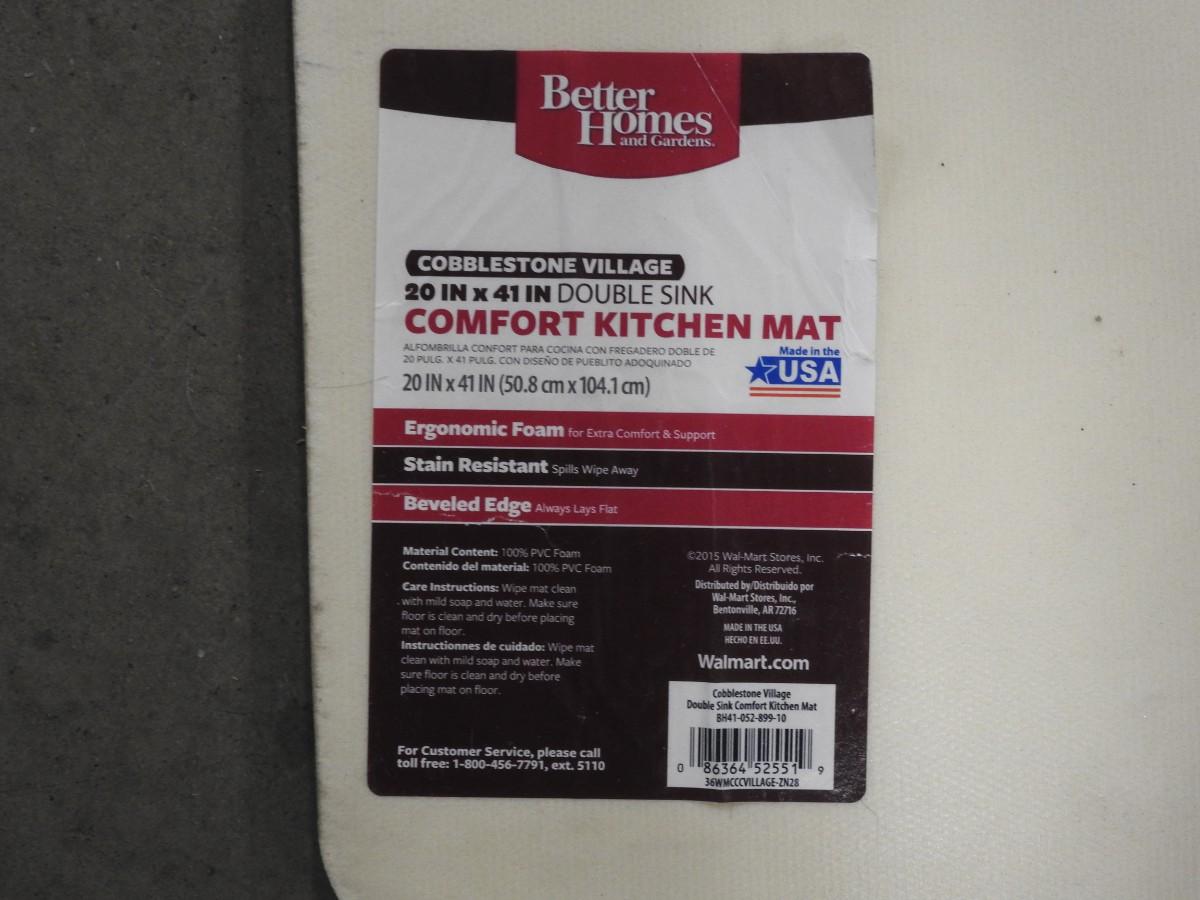 Better
Homes
and Gardens.
COBBLESTONE VILLAGE
20 IN x 41 IN DOUBLE SINK
COMFORT KITCHEN MAT
ALFOMBRILLA CONFORT PARA COCINA CON FREGADERO DOBLE DE
20 PULG. X 41 PULG. CON DISEÑO DE PUEBLITO ADOQUINADO
20 IN x 41 IN (50.8 cm x 104.1 cm)
Made in the
USA
Ergonomic Foam for Extra Comfort & Support
Stain Resistant Spills Wipe Away
Beveled Edge Always Lays Flat
Material Content: 100% PVC Foam
Contenido del material: 100% PVC Foam
Care Instructions: Wipe mat clean
with mild soap and water. Make sure
floor is clean and dry before placing
mat on floor.
Instructionnes de cuidado: Wipe mat
clean with mild soap and water. Make
sure floor is clean and dry before
placing mat on floor.
For Customer Service, please call
toll free: 1-800-456-7791, ext. 5110
©2015 Wal-Mart Stores, Inc.
All Rights Reserved.
Distributed by/Distribuido por
Wal-Mart Stores, Inc.,
Bentonville, AR 72716
MADE IN THE USA
HECHO EN EE.UU.
Walmart.com
Cobblestone Village
Double Sink Comfort Kitchen Mat
BH41-052-899-10
0 86364 52551 9
36WMCCCVILLAGE-ZN28